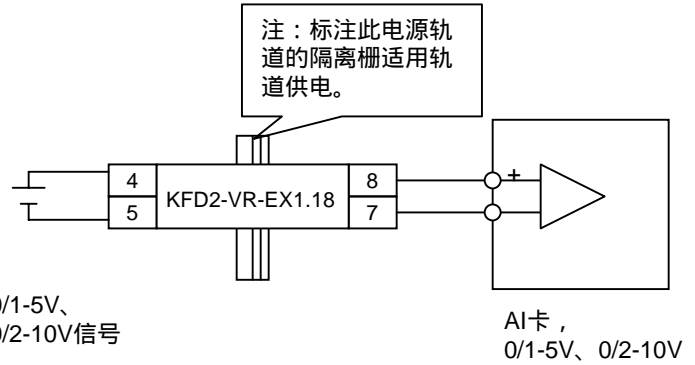 注：标注此电源轨
道的隔离栅适用轨
道供电。
4
5
KFD2-VR-EX1.18
8
7
+
0/1-5V、
0/2-10V信号
AI卡，
0/1-5V、0/2-10V